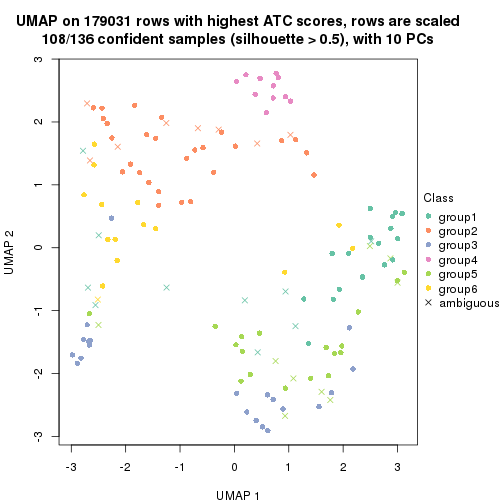 UMAP on 179031 rows with highest ATC scores, rows are scaled
108/136 confident samples (silhouette > 0.5), with 10 PCs
3
2
1
0
-1
-2
-3
UMAP 2
-3
-2
-1
0
1
2
3
UMAP 1
Class
group1
group2
group3
group4
group5
group6
ambiguous